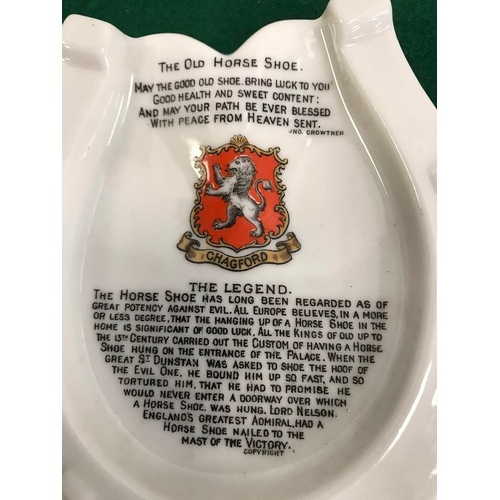 THE OLD HORSE SHOE.
MAY THE GOOD OLD SHOE, BRING LUCK TO YOU
GOOD HEALTH AND SWEET CONTENT:
AND MAY YOUR PATH BE EVER BLESSED
WITH PEACE FROM HEAVEN SENT.
JNO. CROWTHER
CHAGFORD
THE LEGEND.
THE HORSE SHOE HAS LONG BEEN REGARDED AS OF
GREAT POTENCY AGAINST EVIL. ALL EUROPE BELIEVES, IN A MORE
OR LESS DEGREE, THAT THE HANGING UP OF A HORSE SHOE IN THE
HOME IS SIGNIFICANT OF GOOD LUCK. ALL THE KINGS OF OLD UP TO
THE 13TH CENTURY CARRIED OUT THE CUSTOM OF HAVING A HORSE
SHOE HUNG ON THE ENTRANCE OF THE PALACE. WHEN THE
GREAT ST DUNSTAN WAS ASKED TO SHOE THE HOOF OF
THE EVIL ONE, HE BOUND HIM UP SO FAST, AND SO
TORTURED HIM, THAT HE HAD TO PROMISE HE
WOULD NEVER ENTER A DOORWAY OVER WHICH
A HORSE SHOE, WAS HUNG. LORD NELSON.
ENGLAND'S GREATEST ADMIRAL, HAD A
HORSE SHOE NAILED TO THE
MAST OF THE VICTORY.
COPYRIGHT